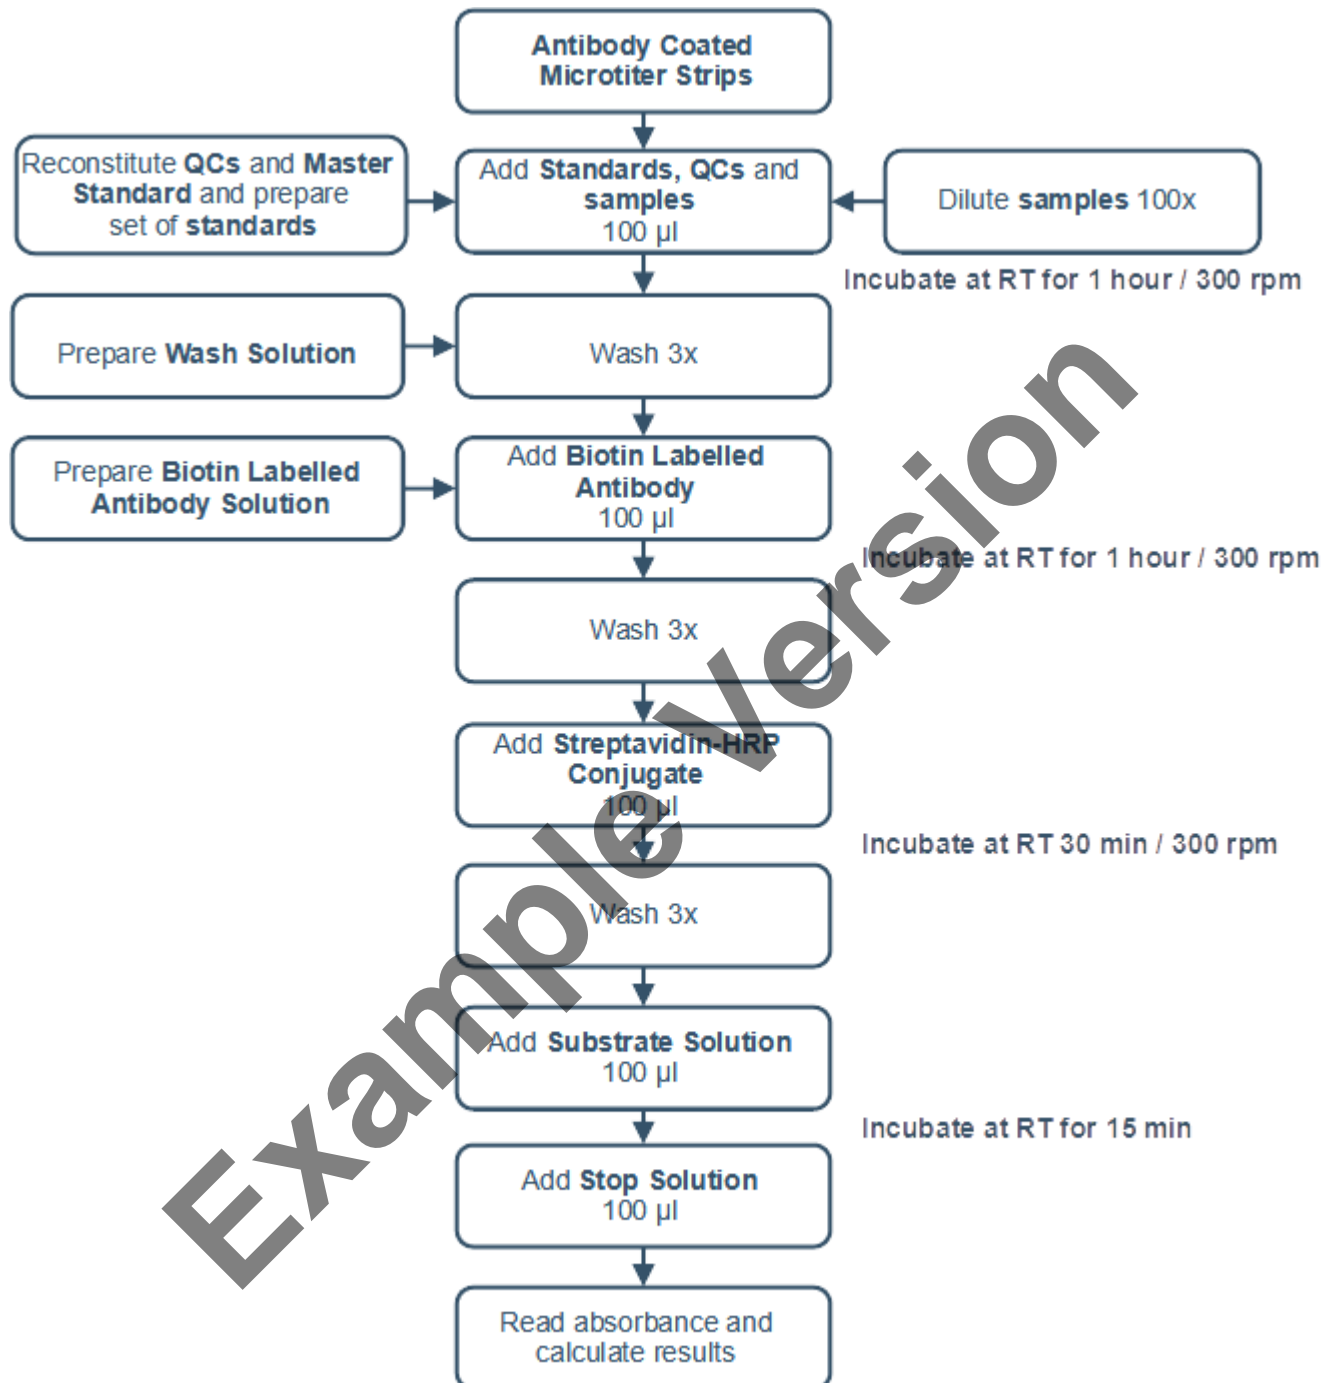 Antibody Coated
Microtiter Strips
Reconstitute QCs and Master
Standard and prepare
set of standards
Add Standards, QCs and
samples
100 µl
Dilute samples 100x
Incubate at RT for 1 hour / 300 rpm
Prepare Wash Solution
Wash 3x
Prepare Biotin Labelled
Antibody Solution
Add Biotin Labelled
Antibody
100 µl
Incubate at RT for 1 hour / 300 rpm
Wash 3x
Add Streptavidin-HRP
Conjugate
100 µl
Incubate at RT 30 min / 300 rpm
Wash 3x
Add Substrate Solution
100 µl
Incubate at RT for 15 min
Add Stop Solution
100 µl
Read absorbance and
calculate results
Example Version